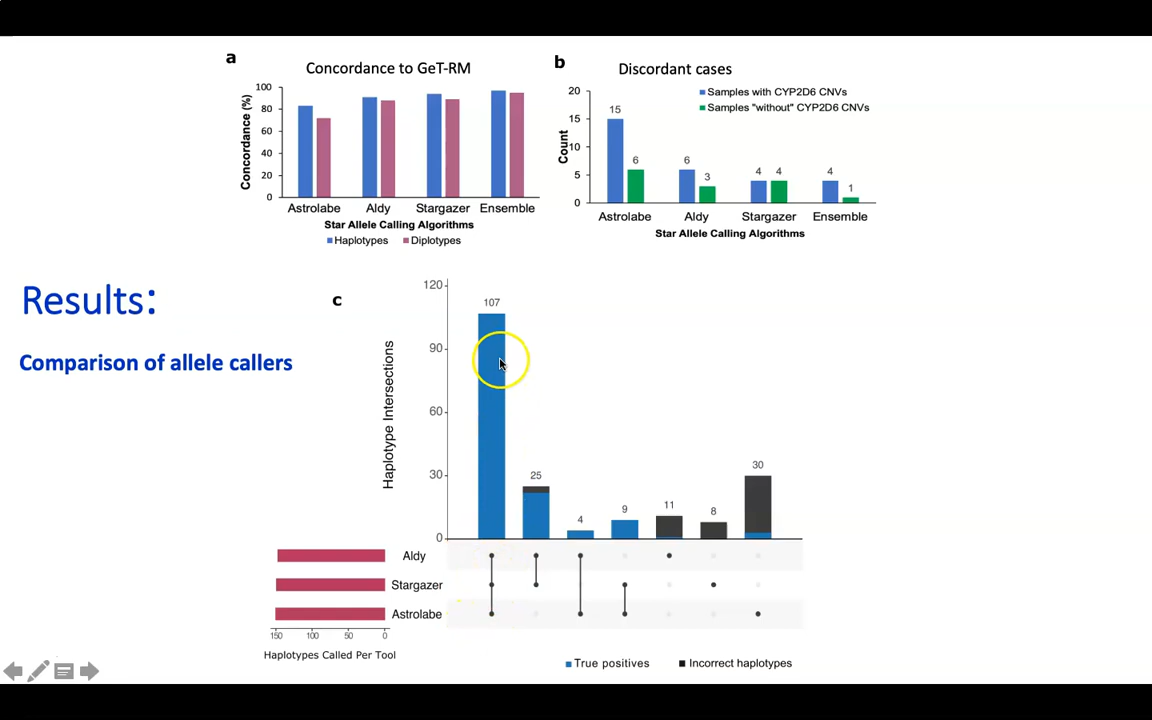 a
Concordance to GeT-RM
Concordance (%)
100
80
60
40
20
0
Astrolabe Aldy Stargazer Ensemble
Star Allele Calling Algorithms
Haplotypes Diplotypes
b
Discordant cases
Samples with CYP2D6 CNVs
Samples "without" CYP2D6 CNVs
Count
20
15
10
5
0
15 6 6 3 4 4 4 1
Astrolabe Aldy Stargazer Ensemble
Star Allele Calling Algorithms
Results:
Comparison of allele callers
c
Haplotype Intersections
120
90
60
30
0
107 25 4 9 11 8 30
Aldy
Stargazer
Astrolabe
150 100 50 0
Haplotypes Called Per Tool
True positives Incorrect haplotypes